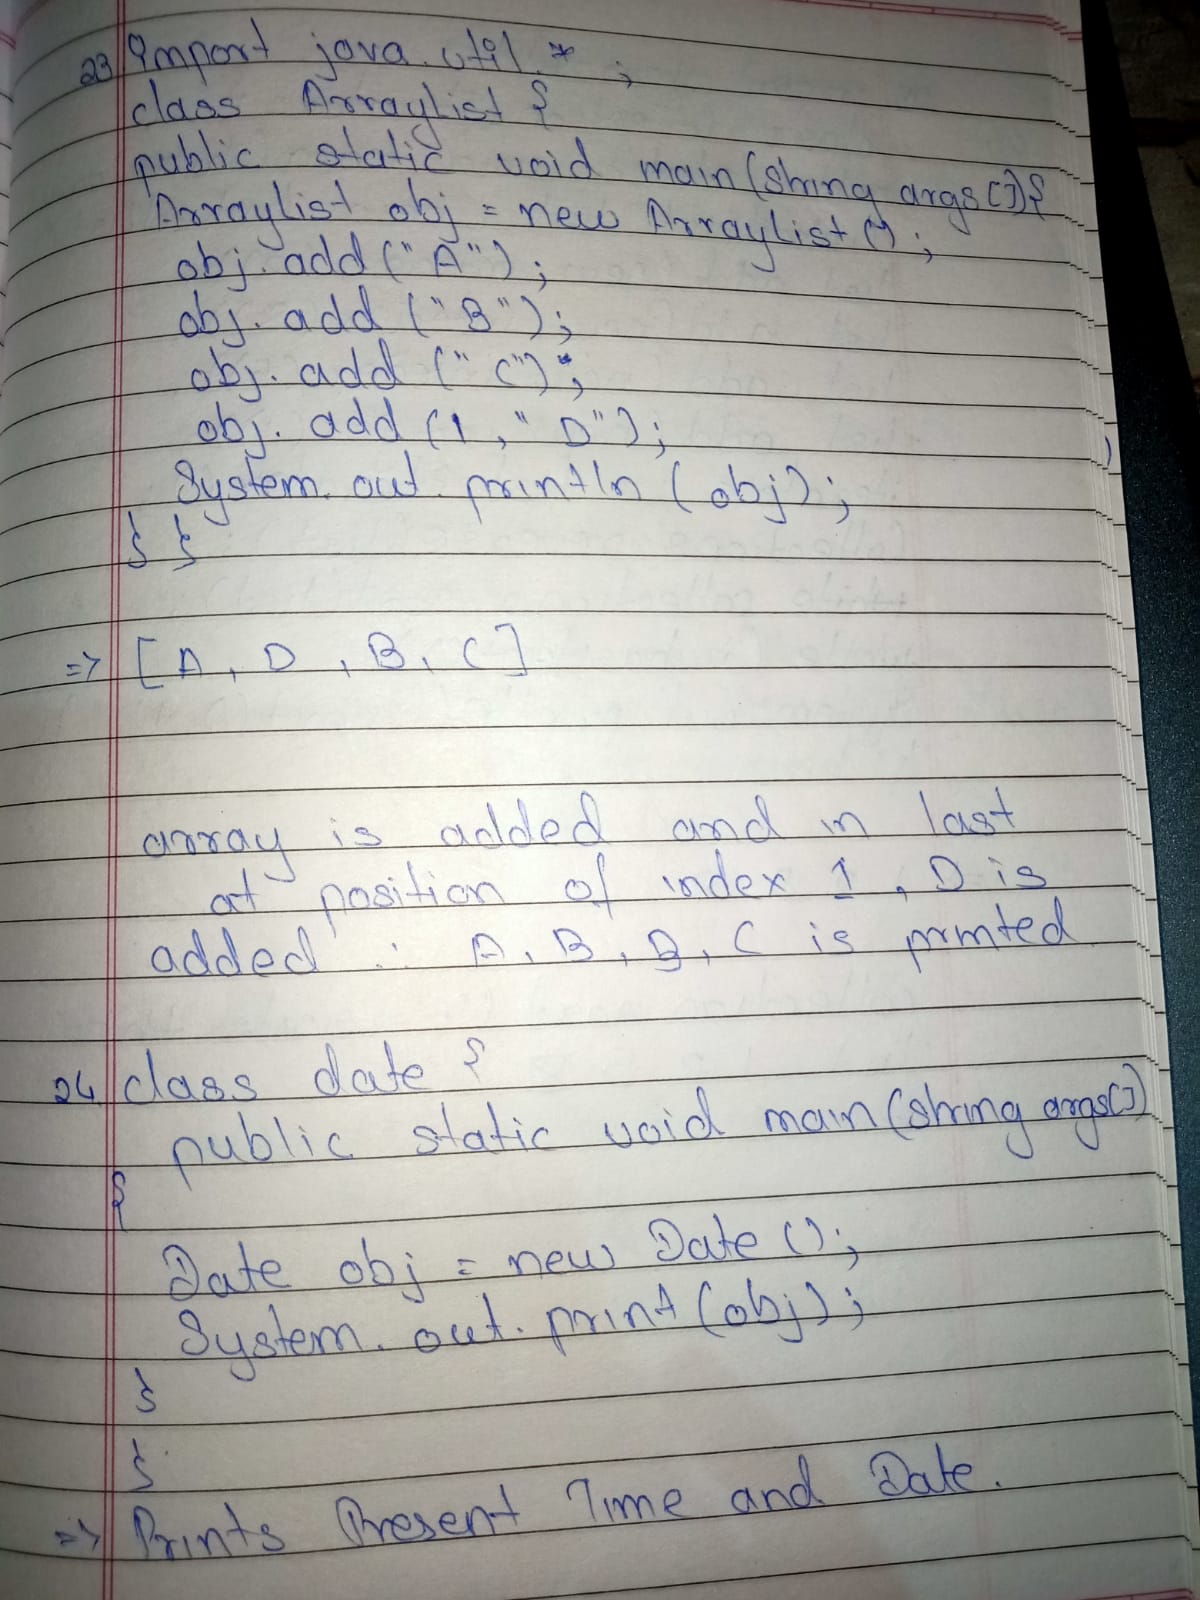 23 import java.util.*;
class Arraylist {
public static void main(string args[]){
Arraylist obj = new Arraylist();
obj.add("A");
obj.add("B");
obj.add("C");
obj.add(1,"D");
System.out.println(obj);
} }
=> [A, D, B, C]
array is added and in last
at position of index 1, D is
added ∴ A, B, B, C is printed
24. class date {
public static void main(string args[])
{
Date obj = new Date();
System.out.print(obj);
}
}
=> Prints Present Time and Date.